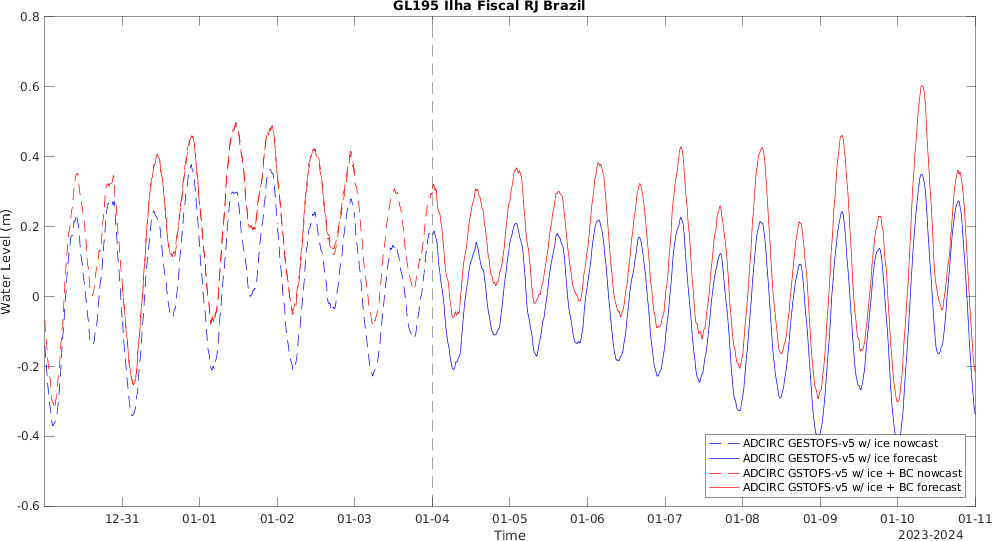 GL195 Ilha Fiscal RJ Brazil
0.8
0.6
0.4
0.2
0
-0.2
-0.4
-0.6
Water Level (m)
12-31 01-01 01-02 01-03 01-04 01-05 01-06 01-07 01-08 01-09 01-10 01-11
Time
2023-2024
ADCIRC GESTOFS-v5 w/ ice nowcast
ADCIRC GESTOFS-v5 w/ ice forecast
ADCIRC GSTOFS-v5 w/ ice + BC nowcast
ADCIRC GSTOFS-v5 w/ ice + BC forecast